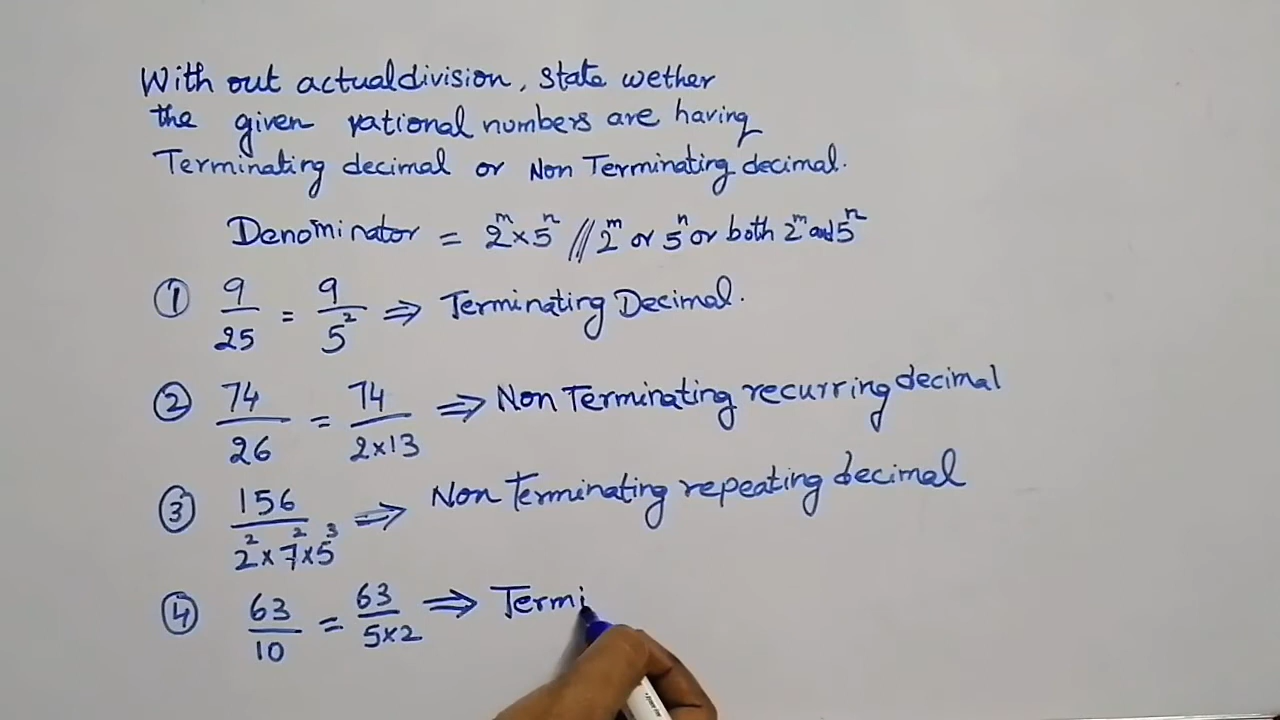 With out actual division, state wether
the given rational numbers are having
Terminating decimal or Non Terminating decimal.
Denominator = 2^m × 5^n // 2^m or 5^n or both 2^m and 5^n
① 9/25 = 9/5^2 ⇒ Terminating Decimal.
② 74/26 = 74/2×13 ⇒ Non Terminating recurring decimal
③ 156/2^2×7^2×5^3 ⇒ Non Terminating repeating decimal
④ 63/10 = 63/5×2 ⇒ Termi